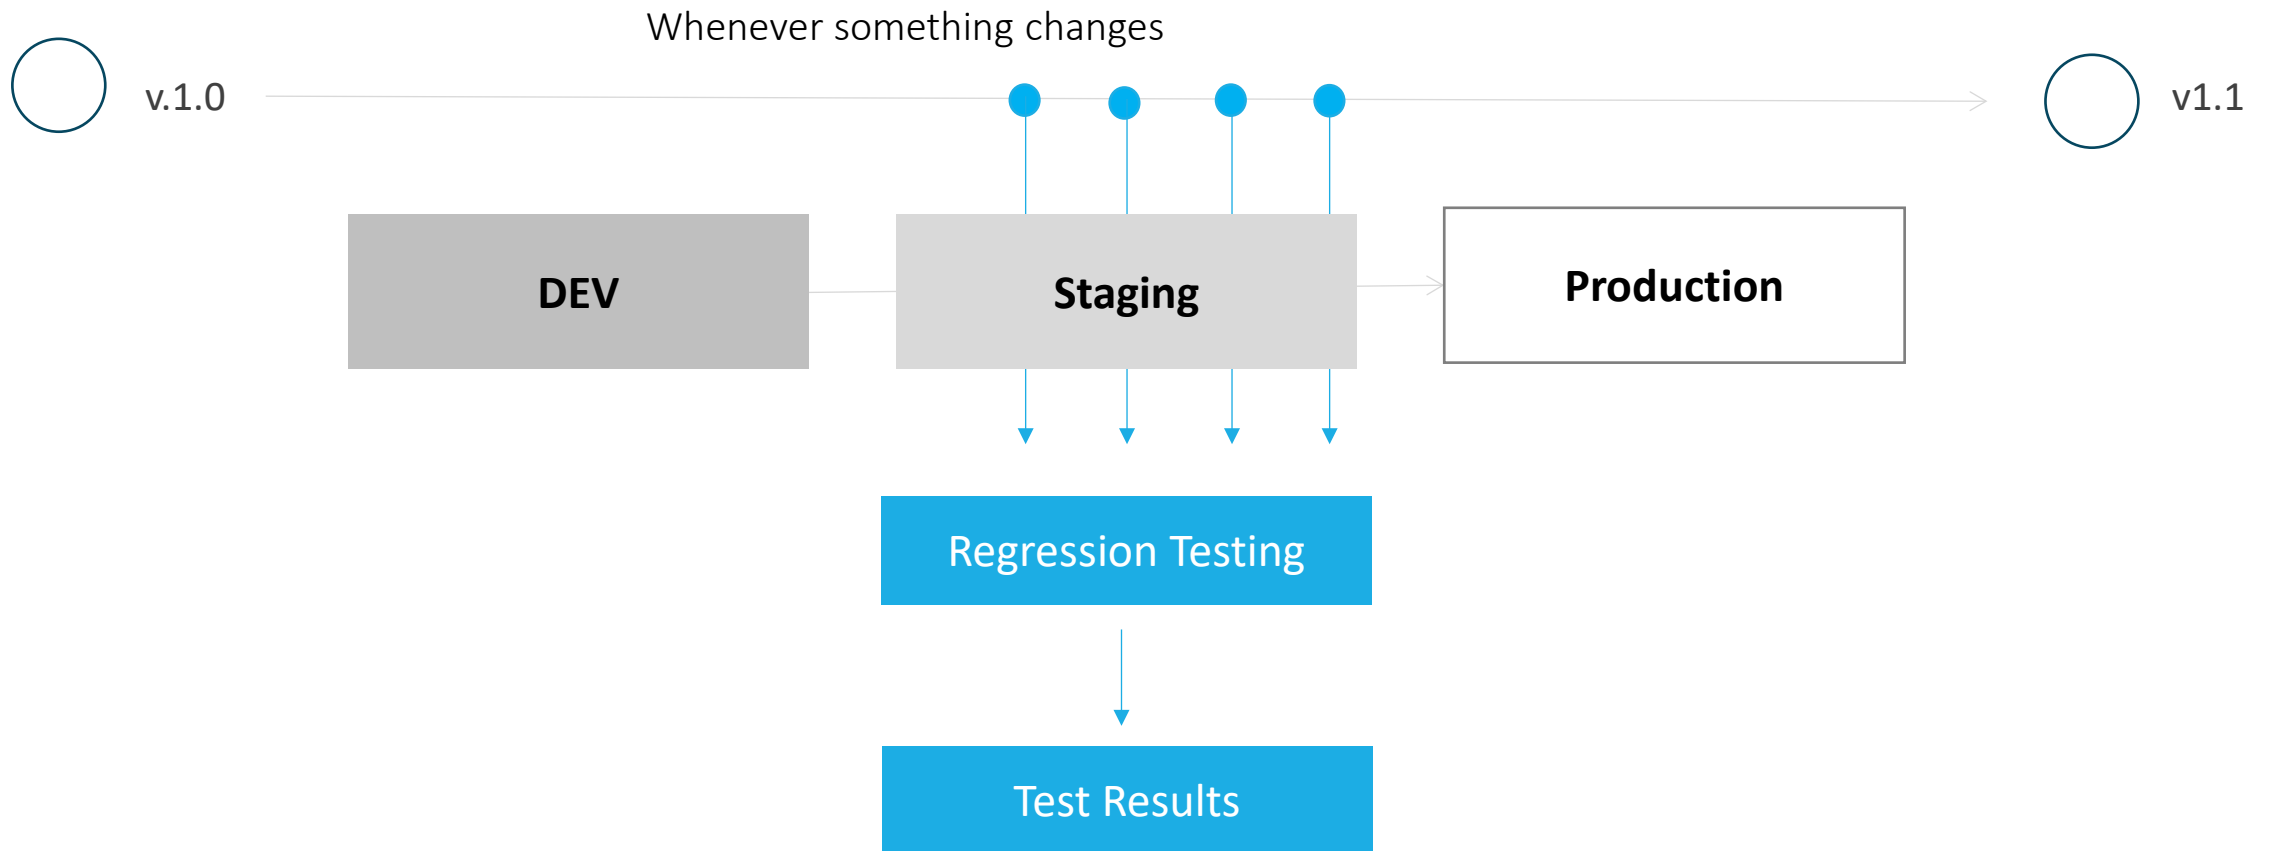 Whenever something changes
v.1.0
v1.1
DEV
Staging
Production
Regression Testing
Test Results